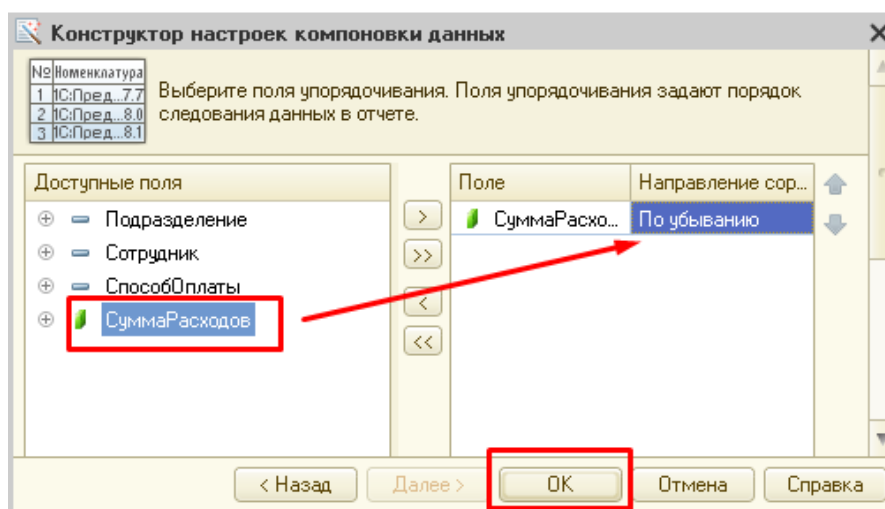 Конструктор настроек компоновки данных
№ Номенклатура
1 1С:Пред...7.7
2 1С:Пред...8.0
3 1С:Пред...8.1
Выберите поля упорядочивания. Поля упорядочивания задают порядок
следования данных в отчете.
Доступные поля
Подразделение
Сотрудник
СпособОплаты
СуммаРасходов
>
>>
<
<<
Поле Направление сор...
СуммаРасхо... По убыванию
< Назад Далее > ОК Отмена Справка